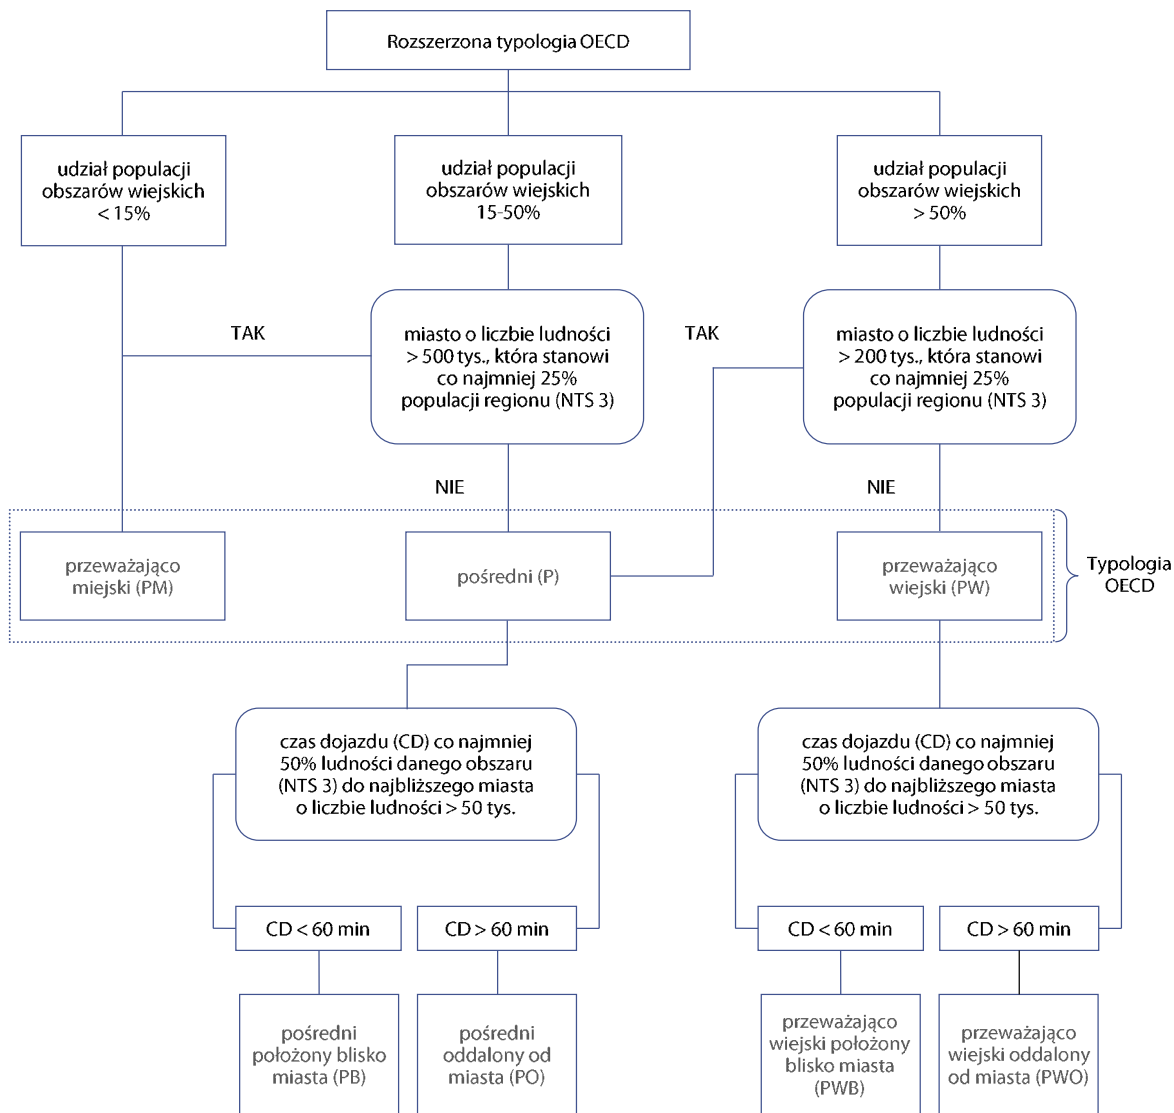 Rozszerzona typologia OECD
udział populacji
obszarów wiejskich
< 15%
udział populacji
obszarów wiejskich
15-50%
udział populacji
obszarów wiejskich
> 50%
TAK
miasto o liczbie ludności
> 500 tys., która stanowi
co najmniej 25%
populacji regionu (NTS 3)
TAK
miasto o liczbie ludności
> 200 tys., która stanowi
co najmniej 25%
populacji regionu (NTS 3)
NIE
NIE
przeważająco
miejski (PM)
pośredni (P)
przeważająco
wiejski (PW)
Typologia
OECD
czas dojazdu (CD) co najmniej
50% ludności danego obszaru
(NTS 3) do najbliższego miasta
o liczbie ludności > 50 tys.
czas dojazdu (CD) co najmniej
50% ludności danego obszaru
(NTS 3) do najbliższego miasta
o liczbie ludności > 50 tys.
CD < 60 min
CD > 60 min
CD < 60 min
CD > 60 min
pośredni
położony blisko
miasta (PB)
pośredni
oddalony od
miasta (PO)
przeważająco
wiejski położony
blisko miasta
(PWB)
przeważająco
wiejski oddalony
od miasta (PWO)